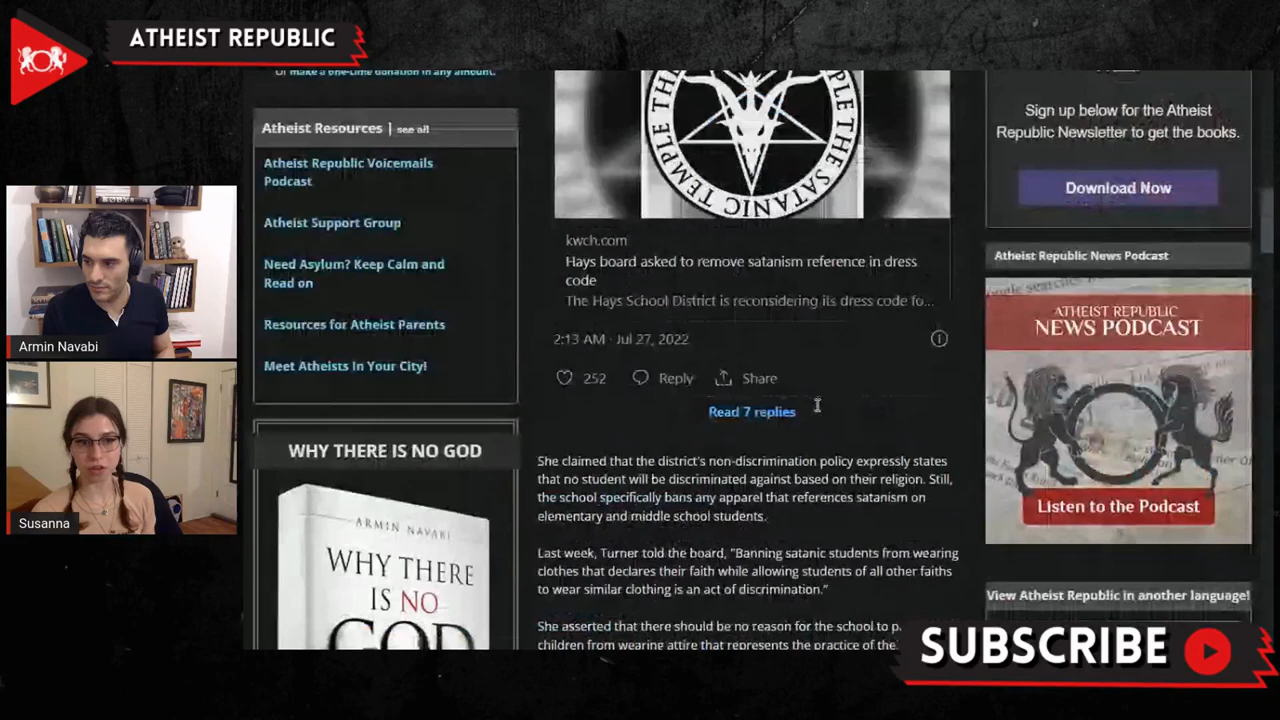 ATHEIST REPUBLIC
Or make a one-time donation in any amount.
Atheist Resources | see all
Atheist Republic Voicemails
Podcast
Atheist Support Group
Need Asylum? Keep Calm and
Read on
Resources for Atheist Parents
Meet Atheists In Your City!
WHY THERE IS NO GOD
ARMIN NAVABI
WHY THERE
IS NO
GOD
Armin Navabi
Susanna
THE SATANIC TEMPLE
kwch.com
Hays board asked to remove satanism reference in dress
code
The Hays School District is reconsidering its dress code fo...
2:13 AM · Jul 27, 2022
252 Reply Share
Read 7 replies
She claimed that the district's non-discrimination policy expressly states
that no student will be discriminated against based on their religion. Still,
the school specifically bans any apparel that references satanism on
elementary and middle school students.
Last week, Turner told the board, "Banning satanic students from wearing
clothes that declares their faith while allowing students of all other faiths
to wear similar clothing is an act of discrimination."
She asserted that there should be no reason for the school to p
children from wearing attire that represents the practice of the
Sign up below for the Atheist
Republic Newsletter to get the books.
Download Now
Atheist Republic News Podcast
ATHEIST REPUBLIC
NEWS PODCAST
Listen to the Podcast
View Atheist Republic in another language!
SUBSCRIBE